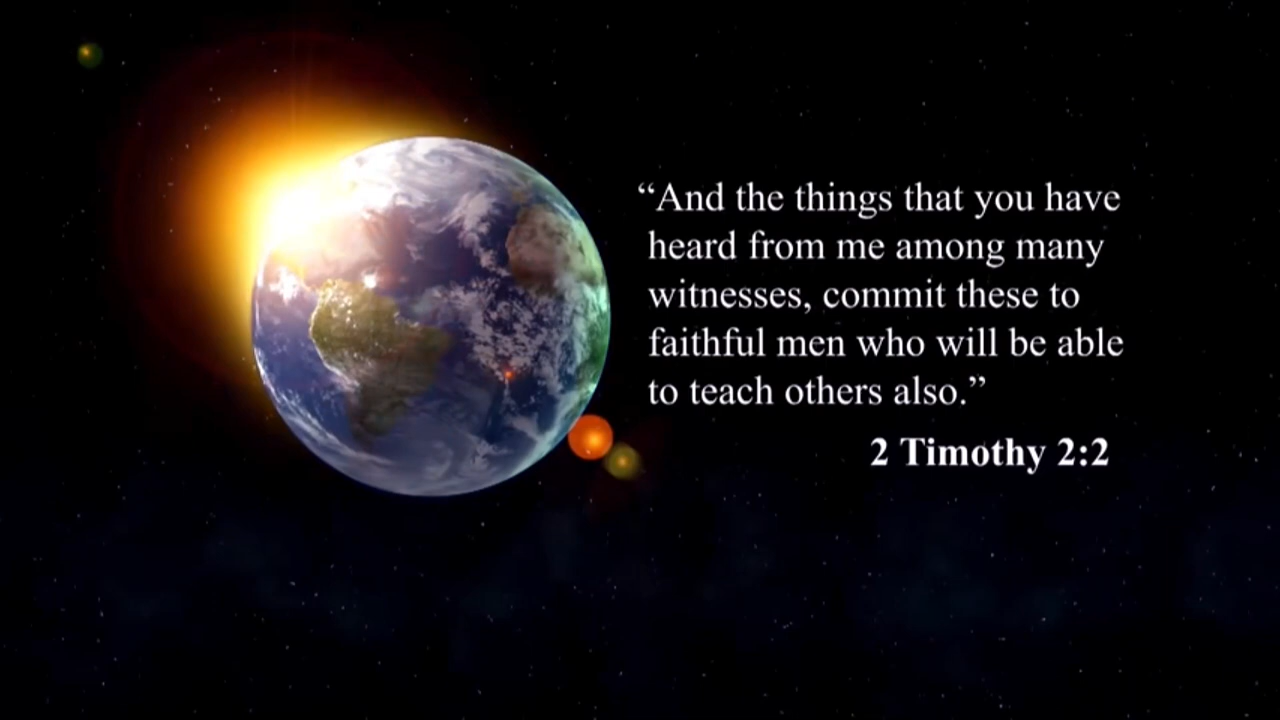 “And the things that you have
heard from me among many
witnesses, commit these to
faithful men who will be able
to teach others also.”
2 Timothy 2:2